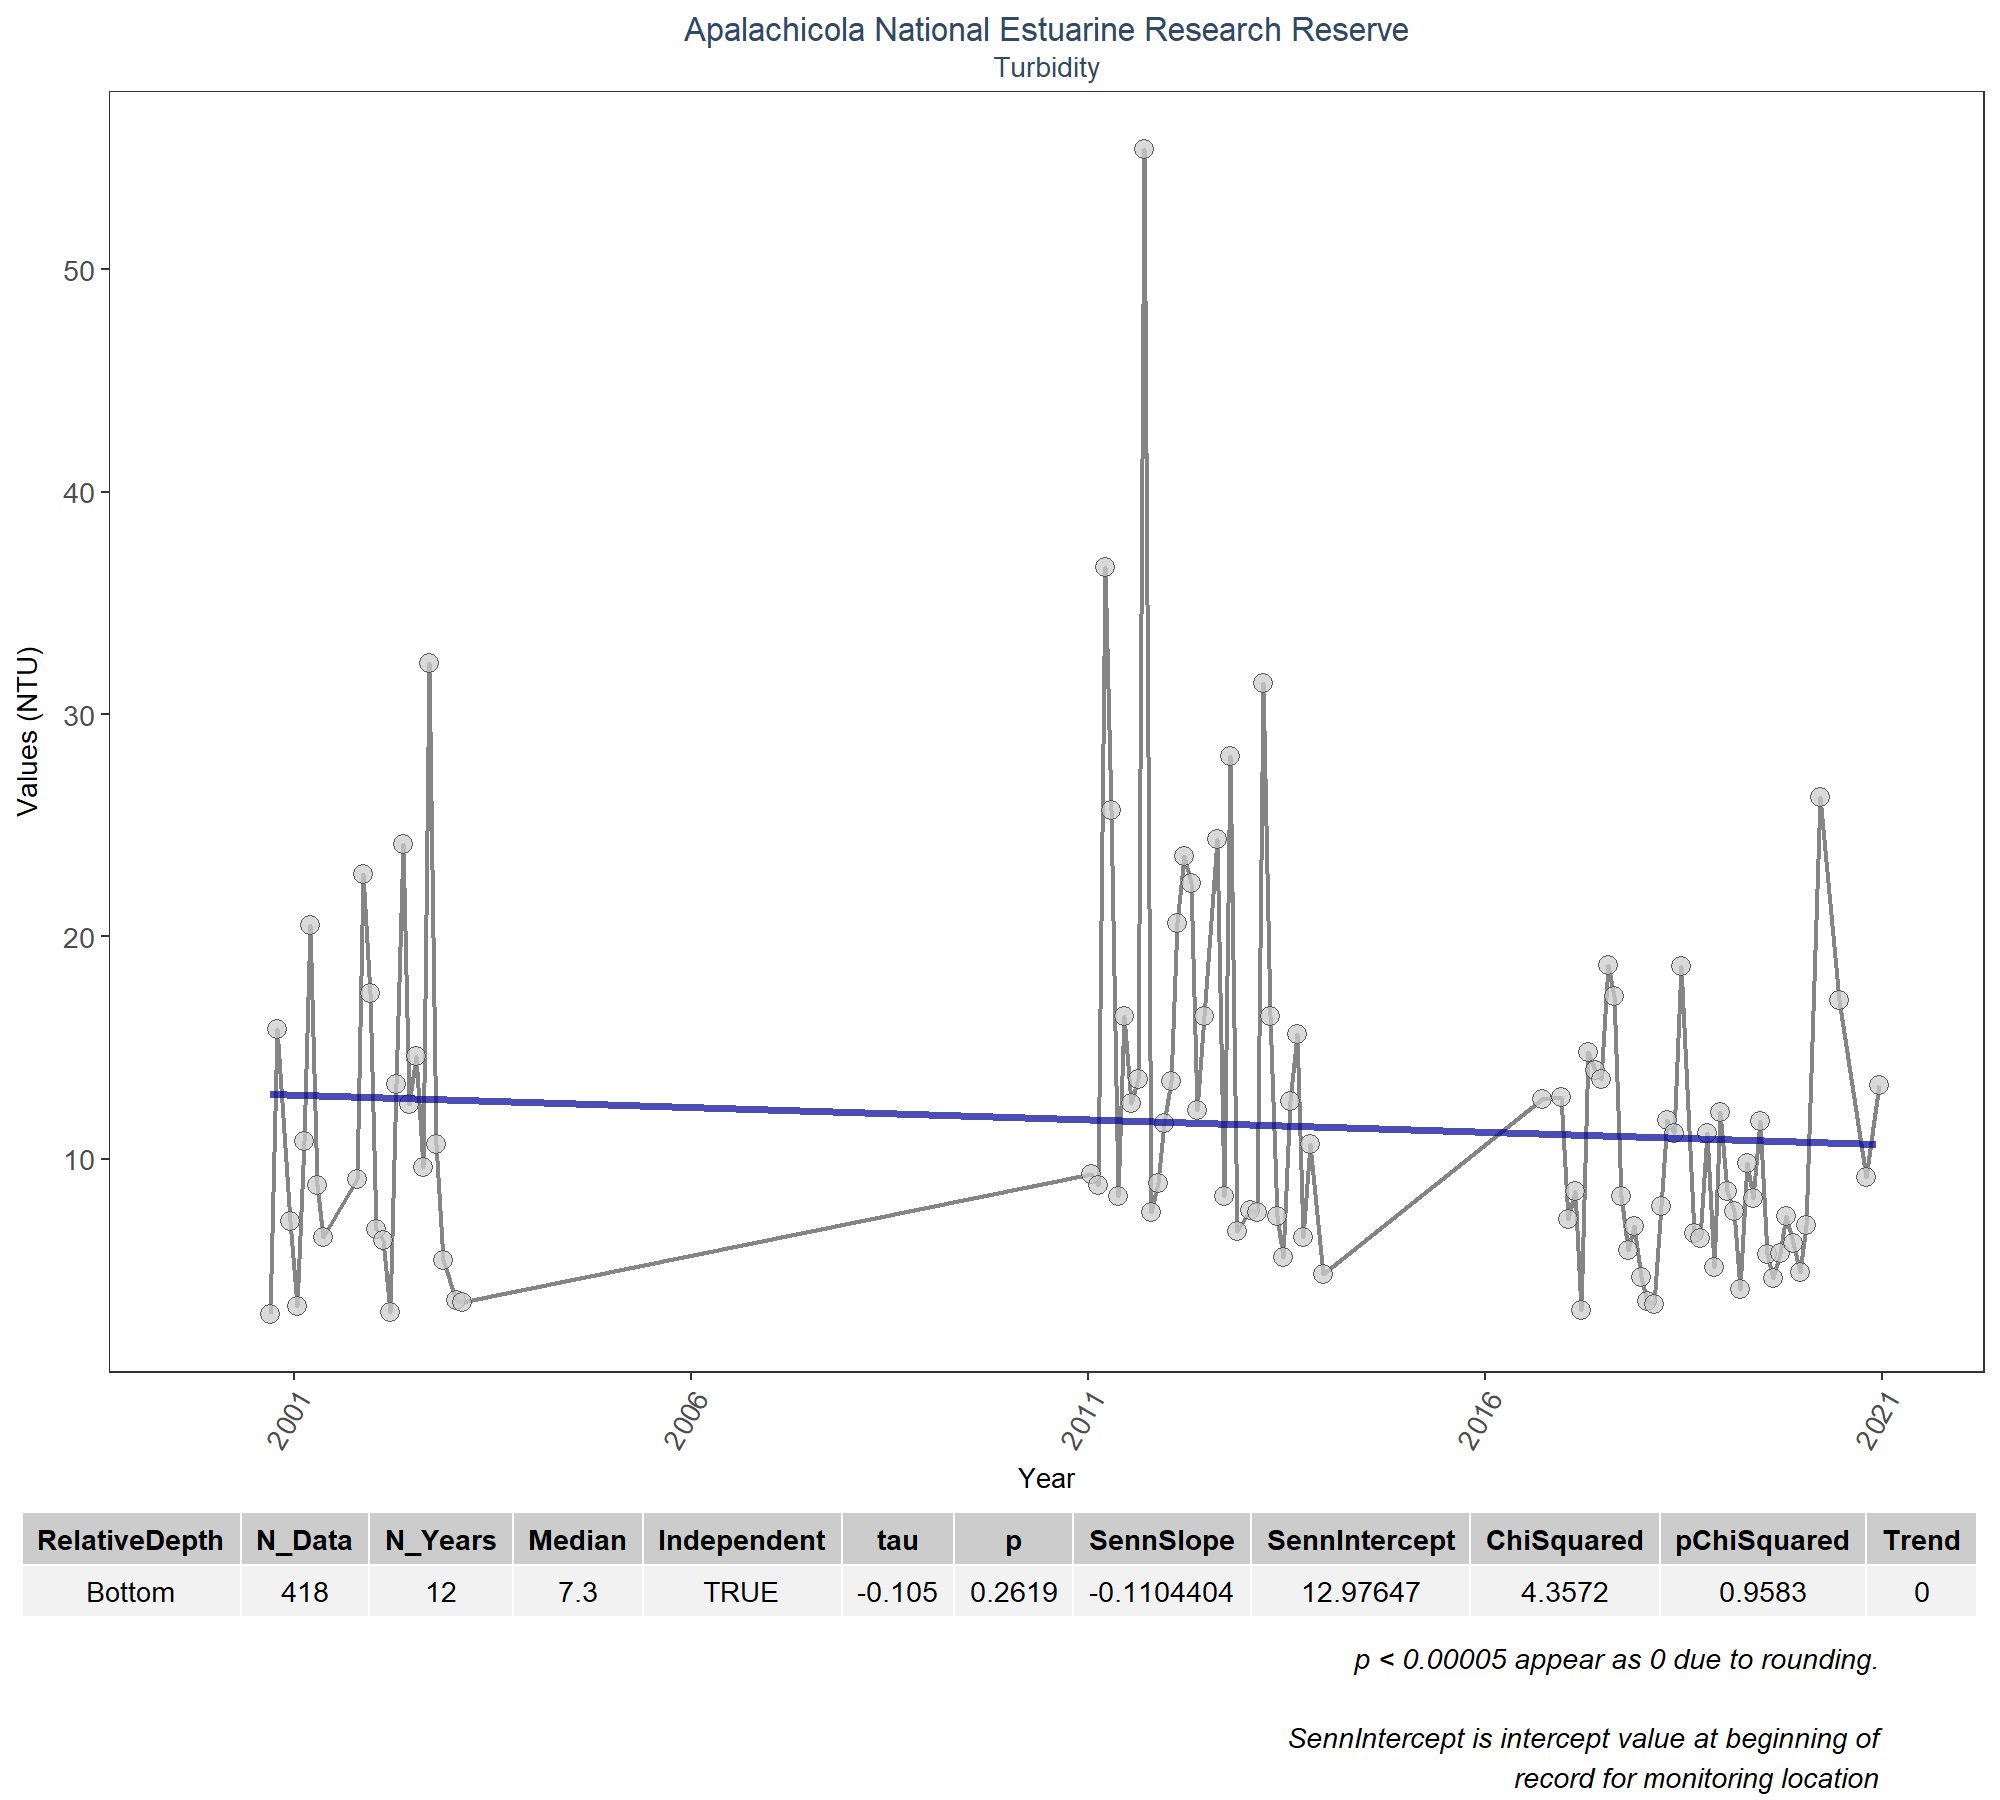 Apalachicola National Estuarine Research Reserve
Turbidity
Values (NTU)
50
40
30
20
10
2001 2006 2011 2016 2021
Year
RelativeDepth N_Data N_Years Median Independent tau p SennSlope SennIntercept ChiSquared pChiSquared Trend
Bottom 418 12 7.3 TRUE -0.105 0.2619 -0.1104404 12.97647 4.3572 0.9583 0
p < 0.00005 appear as 0 due to rounding.
SennIntercept is intercept value at beginning of
record for monitoring location